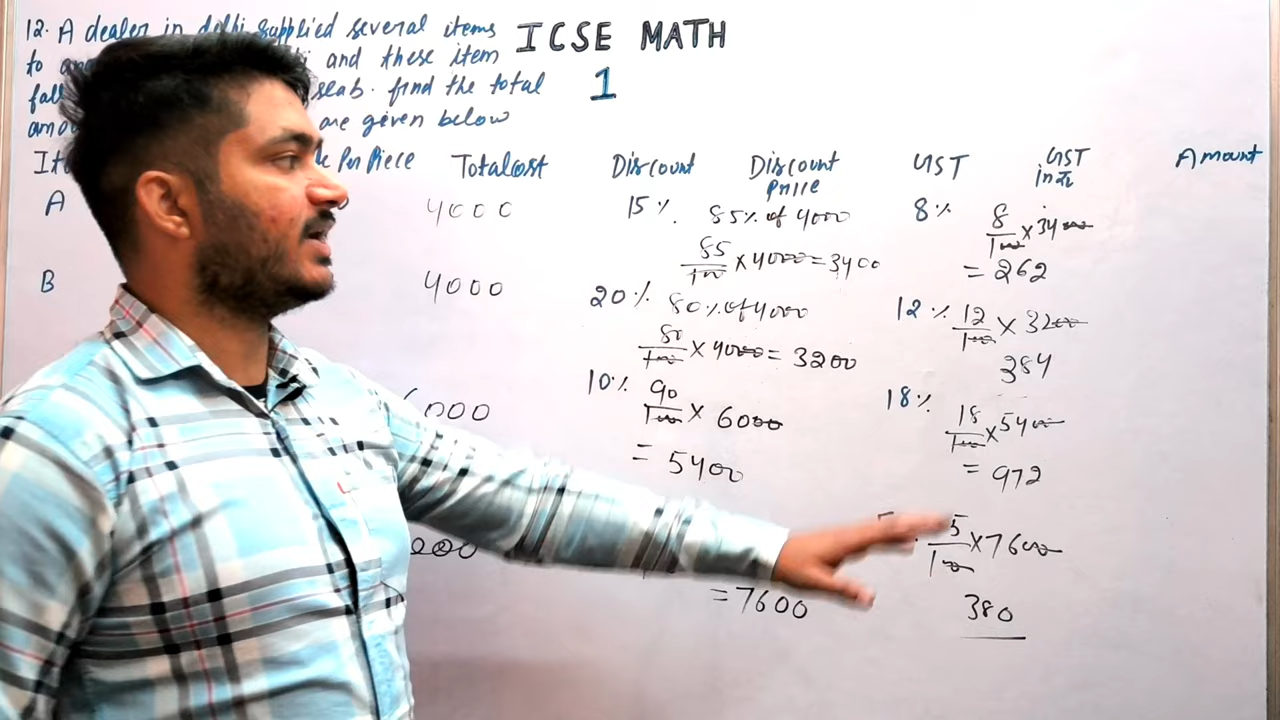 12. A dealer in delhi supplied several items
to and these item
fall slab. find the total
are given below
ICSE MATH
1
Per Piece Total cost Discount Discount Price GST GST in ₹ Amount
A 4000 15% 85% of 4000 8% 8/100 × 3400
85/100 × 4000 = 3400 = 262
B 4000 20% 80% of 4000 12% 12/100 × 3200
80/100 × 4000 = 3200 384
6000 10% 90/100 × 6000 18% 18/100 × 5400
= 5400 = 972
000 5/100 × 7600
= 7600 380